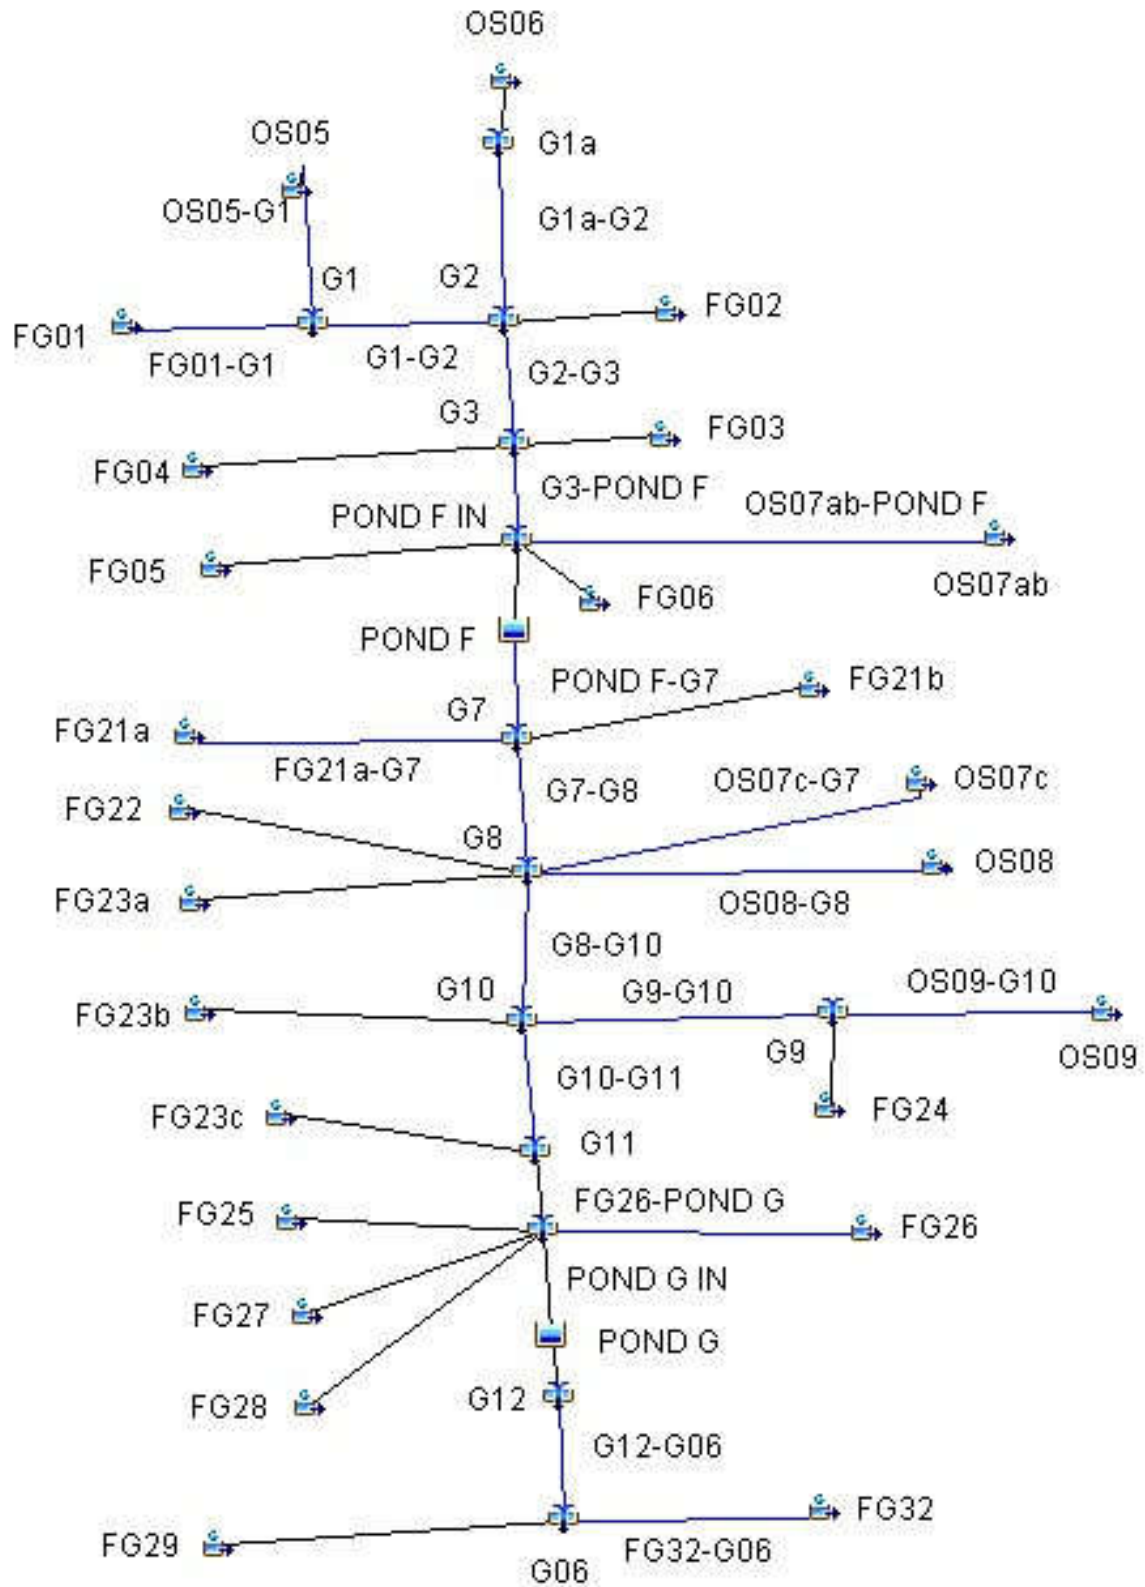 OS06
OS05
G1a
OS05-G1
G1a-G2
G1
G2
FG01
FG02
FG01-G1
G1-G2
G2-G3
G3
FG03
FG04
G3-POND F
OS07ab-POND F
POND F IN
FG05
FG06
OS07ab
POND F
POND F-G7
FG21b
G7
FG21a
FG21a-G7
G7-G8
OS07c-G7
OS07c
FG22
G8
OS08
FG23a
OS08-G8
G8-G10
G10
G9-G10
OS09-G10
FG23b
G9
OS09
G10-G11
FG23c
FG24
G11
FG25
FG26-POND G
FG26
POND G IN
FG27
POND G
FG28
G12
G12-G06
FG32
FG29
FG32-G06
G06